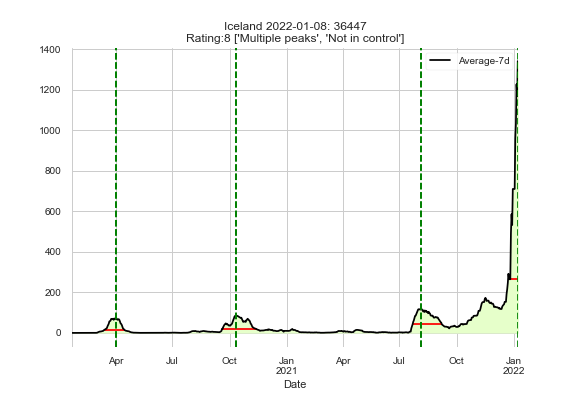 Iceland 2022-01-08: 36447
Rating:8 ['Multiple peaks', 'Not in control']
Average-7d
1400
1200
1000
800
600
400
200
0
Apr Jul Oct Jan Apr Jul Oct Jan
2021 2022
Date